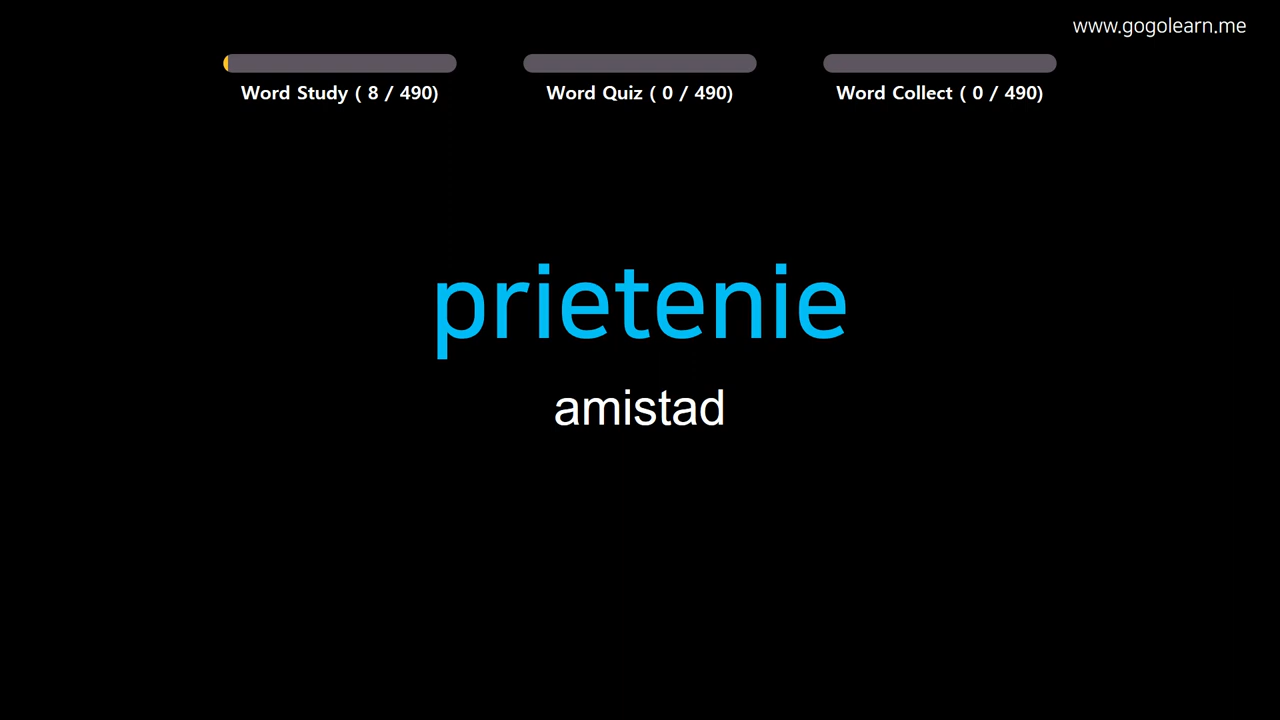 www.gogolearn.me
Word Study ( 8 / 490)
Word Quiz ( 0 / 490)
Word Collect ( 0 / 490)
prietenie
amistad